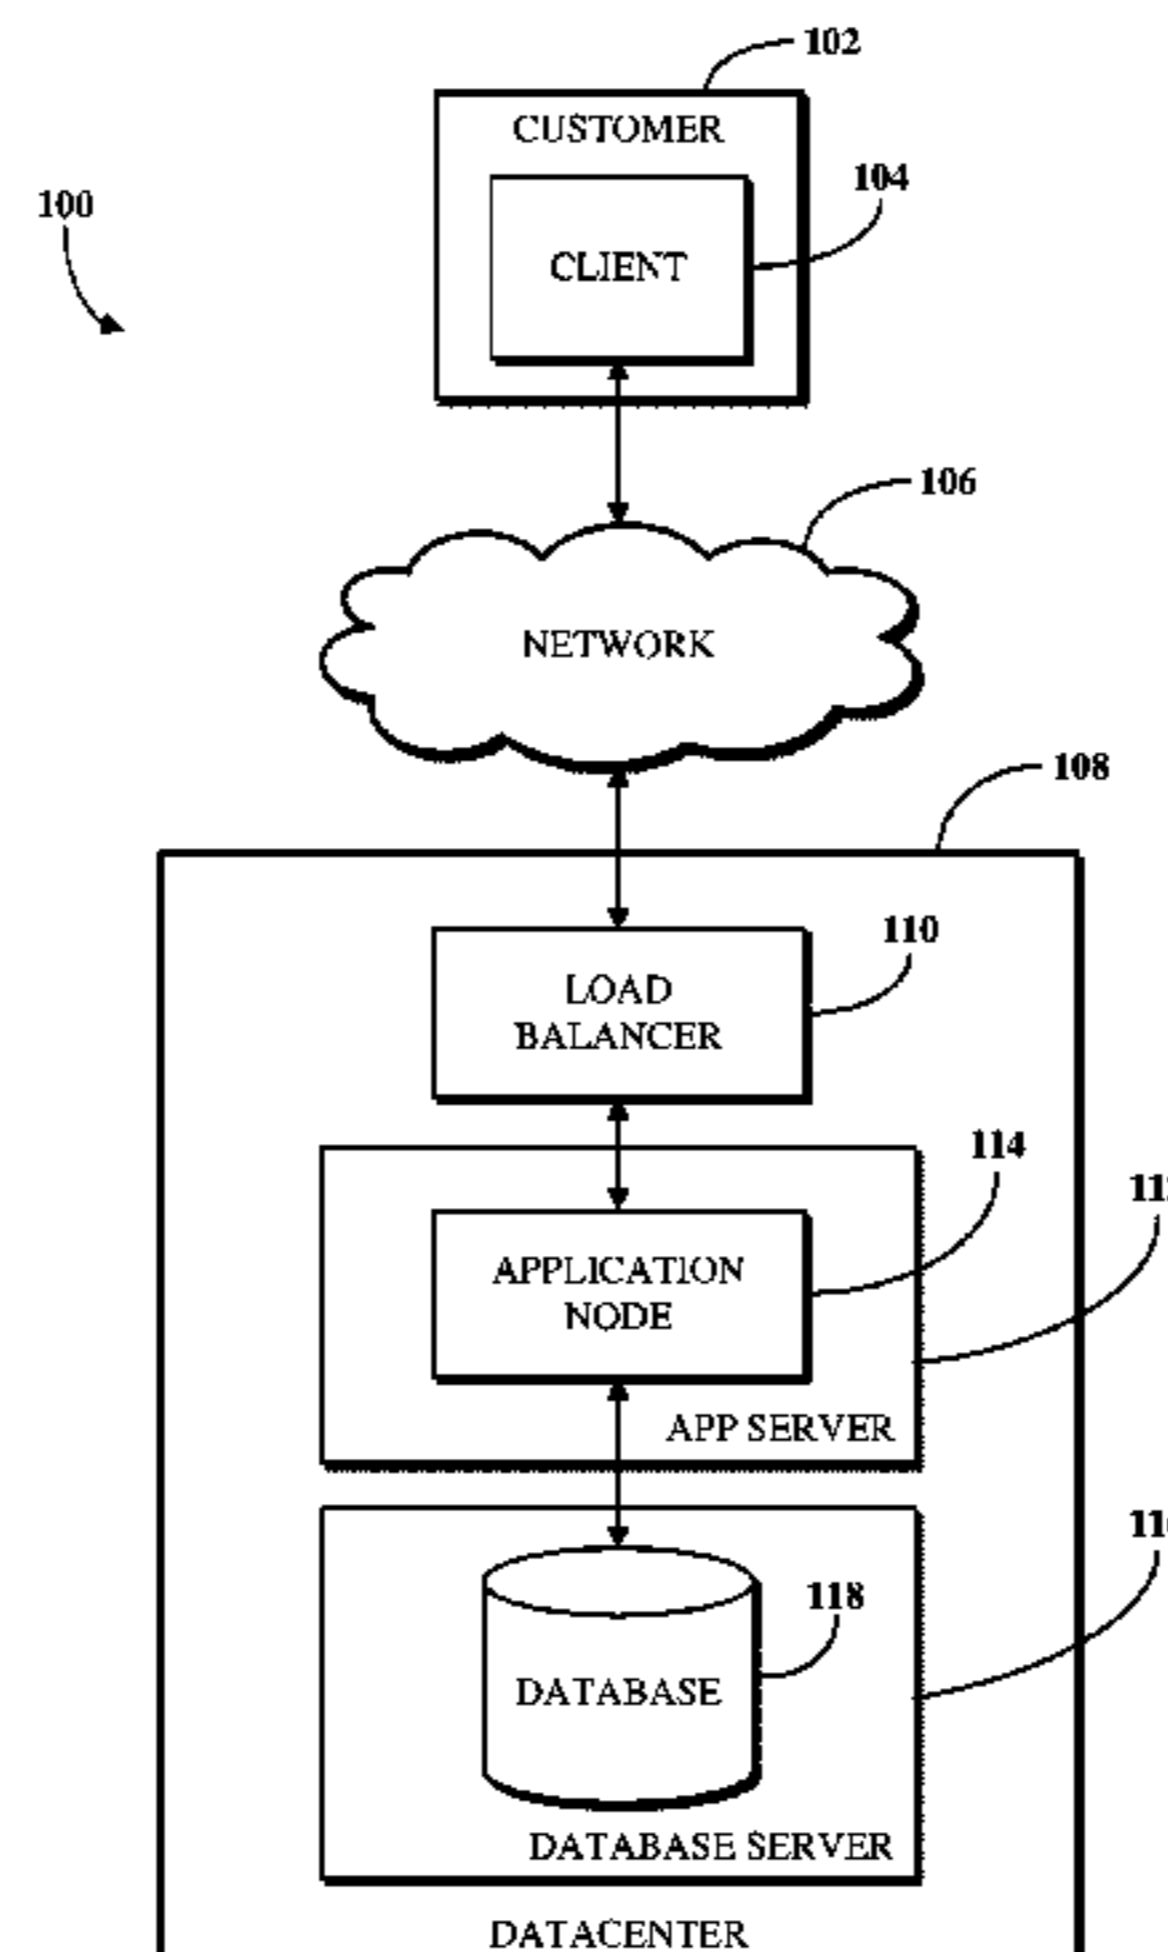 102
CUSTOMER
104
100
CLIENT
106
NETWORK
108
110
LOAD
BALANCER
114
APPLICATION
NODE
APP SERVER
118
DATABASE
DATABASE SERVER
DATACENTER